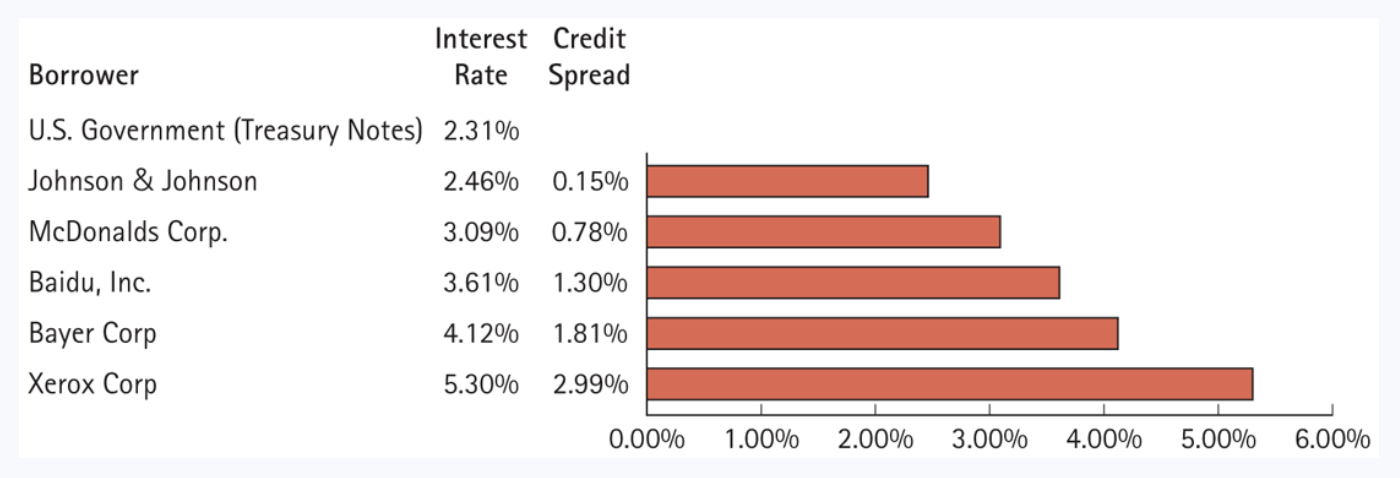 Interest Credit
Borrower Rate Spread
U.S. Government (Treasury Notes) 2.31%
Johnson & Johnson 2.46% 0.15%
McDonalds Corp. 3.09% 0.78%
Baidu, Inc. 3.61% 1.30%
Bayer Corp 4.12% 1.81%
Xerox Corp 5.30% 2.99%
0.00% 1.00% 2.00% 3.00% 4.00% 5.00% 6.00%